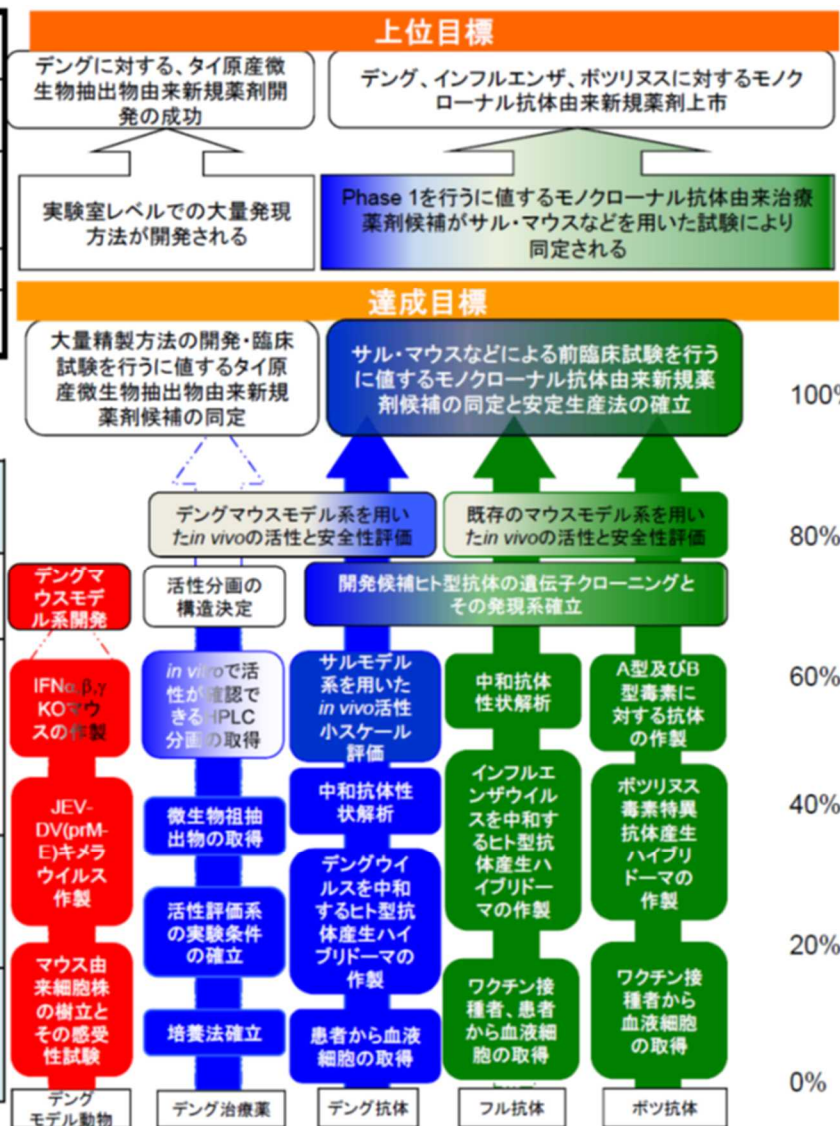 上位目標
デングに対する、タイ原産微
生物抽出物由来新規薬剤開
発の成功
デング、インフルエンザ、ボツリヌスに対するモノク
ローナル抗体由来新規薬剤上市
実験室レベルでの大量発現
方法が開発される
Phase 1を行うに値するモノクローナル抗体由来治療
薬剤候補がサル・マウスなどを用いた試験により
同定される
達成目標
大量精製方法の開発・臨床
試験を行うに値するタイ原
産微生物抽出物由来新規
薬剤候補の同定
サル・マウスなどによる前臨床試験を行う
に値するモノクローナル抗体由来新規薬
剤候補の同定と安定生産法の確立
100%
デングマウスモデル系を用い
たin vivoの活性と安全性評価
既存のマウスモデル系を用い
たin vivoの活性と安全性評価
80%
デングマ
ウスモデ
ル系開発
活性分画の
構造決定
開発候補ヒト型抗体の遺伝子クローニングと
その発現系確立
IFNα,β,γ
KOマウ
スの作製
in vitroで活
性が確認で
きるHPLC
分画の取得
サルモデル
系を用いた
in vivo活性
小スケール
評価
中和抗体
性状解析
A型及びB
型毒素に
対する抗体
の作製
60%
JEV-
DV(prM-
E)キメラ
ウイルス
作製
微生物祖抽
出物の取得
中和抗体性
状解析
インフルエ
ンザウイル
スを中和す
るヒト型抗
体産生ハ
イブリドー
マの作製
ボツリヌス
毒素特異
抗体産生
ハイブリ
ドーマの
作製
40%
活性評価系
の実験条件
の確立
デングウイ
ルスを中和
するヒト型抗
体産生ハイ
ブリドーマの
作製
20%
マウス由
来細胞株
の樹立と
その感受
性試験
培養法確立
患者から血液
細胞の取得
ワクチン接
種者、患者
から血液細
胞の取得
ワクチン接
種者から
血液細胞
の取得
0%
デング
モデル動物
デング治療薬
デング抗体
フル抗体
ボツ抗体